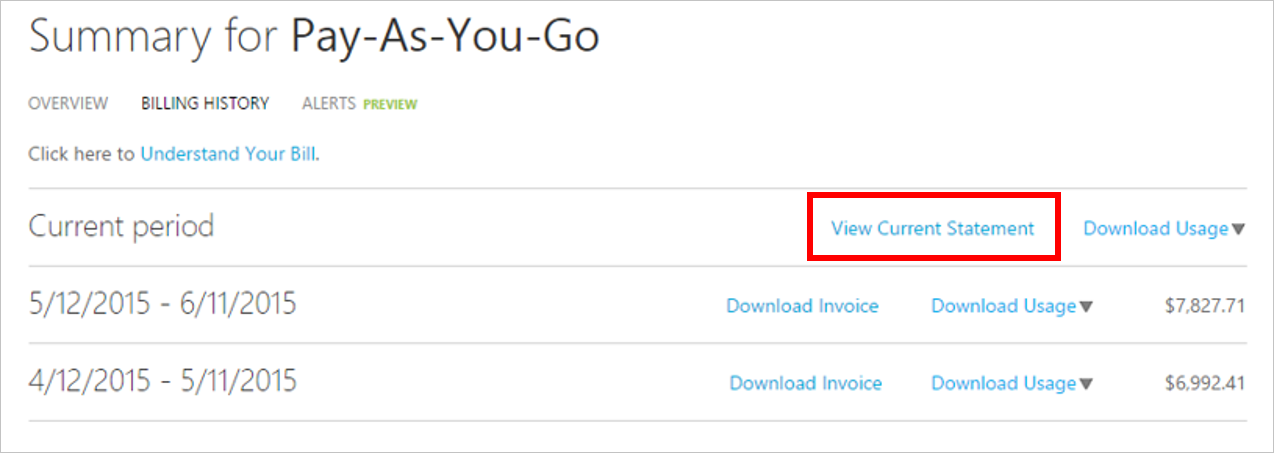 Summary for Pay-As-You-Go
OVERVIEW BILLING HISTORY ALERTS PREVIEW
Click here to Understand Your Bill.
Current period View Current Statement Download Usage
5/12/2015 - 6/11/2015 Download Invoice Download Usage $7,827.71
4/12/2015 - 5/11/2015 Download Invoice Download Usage $6,992.41